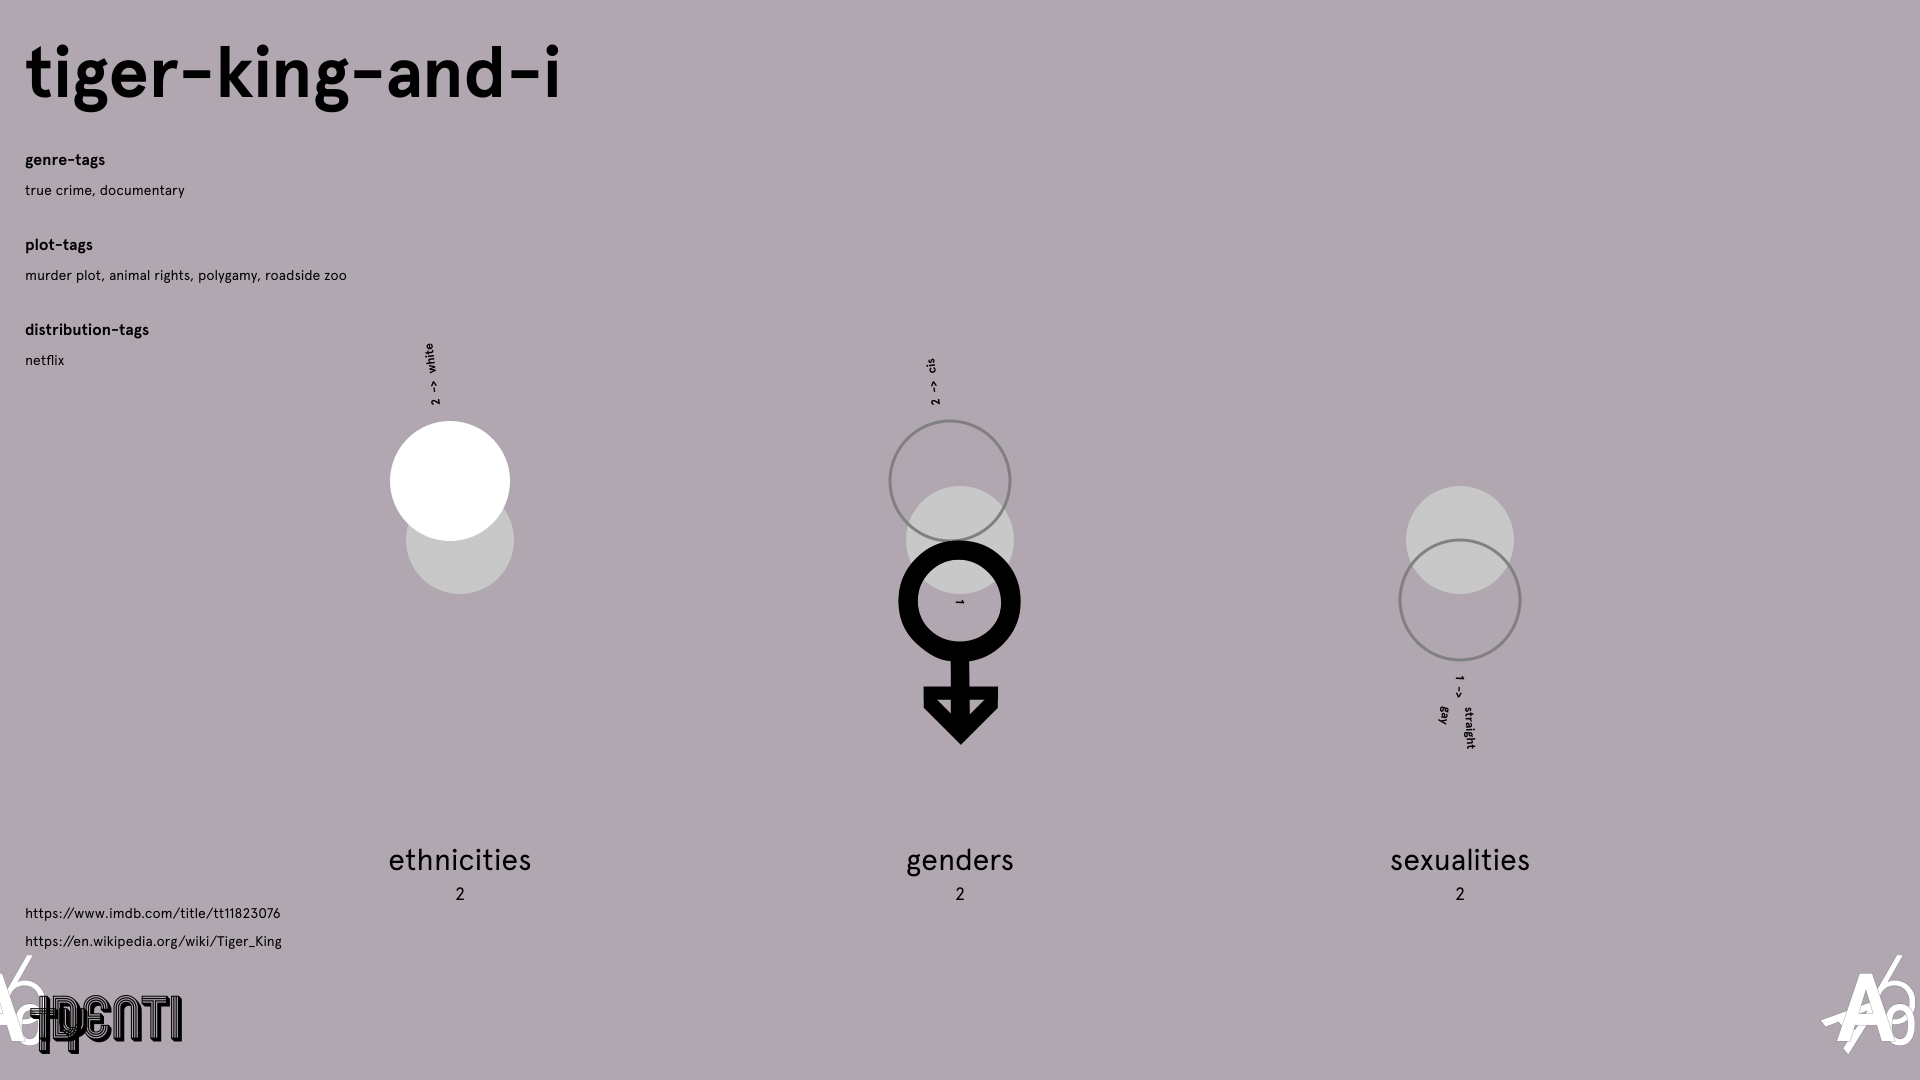 tiger-king-and-i
genre-tags
true crime, documentary
plot-tags
murder plot, animal rights, polygamy, roadside zoo
distribution-tags
netflix
2 -> white
2 -> cis
1
1 ->
straight
gay
ethnicities
2
genders
2
sexualities
2
https://www.imdb.com/title/tt11823076
https://en.wikipedia.org/wiki/Tiger_King
IDENTI